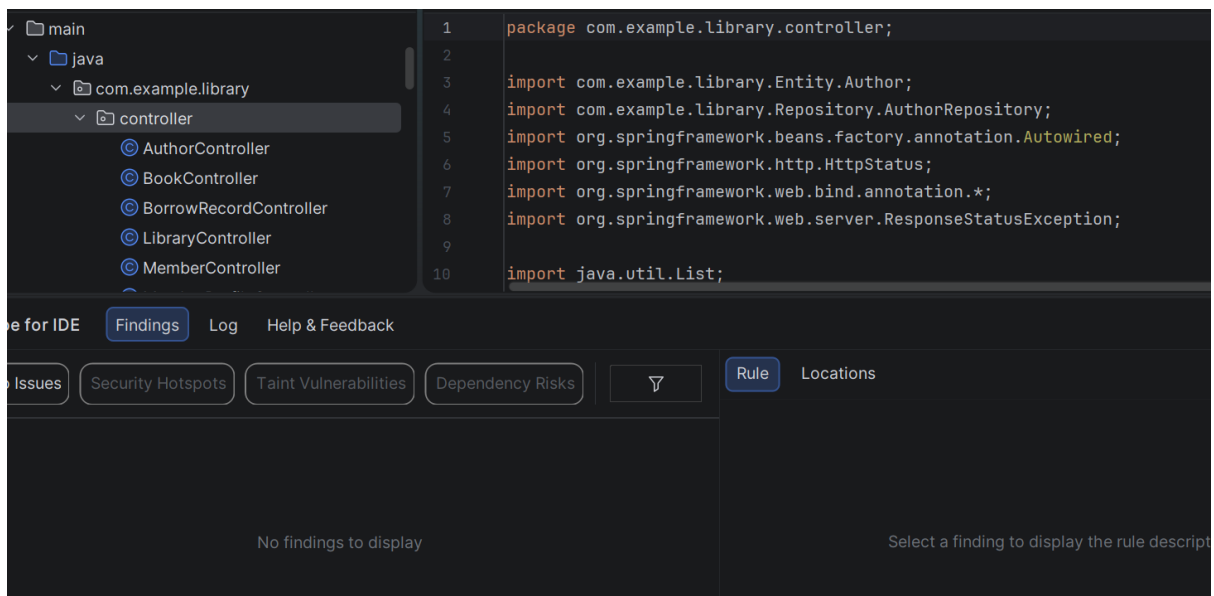 main
java
com.example.library
controller
AuthorController
BookController
BorrowRecordController
LibraryController
MemberController
1 package com.example.library.controller;
2
3 import com.example.library.Entity.Author;
4 import com.example.library.Repository.AuthorRepository;
5 import org.springframework.beans.factory.annotation.Autowired;
6 import org.springframework.http.HttpStatus;
7 import org.springframework.web.bind.annotation.*;
8 import org.springframework.web.server.ResponseStatusException;
9
10 import java.util.List;
for IDE Findings Log Help & Feedback
Issues Security Hotspots Taint Vulnerabilities Dependency Risks
Rule Locations
No findings to display
Select a finding to display the rule descript